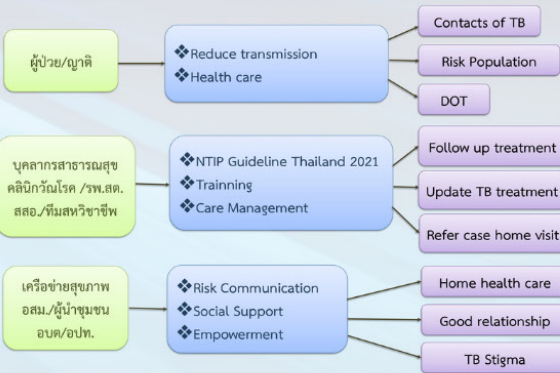 ผู้ป่วย/ญาติ
❖Reduce transmission
❖Health care
Contacts of TB
Risk Population
DOT
บุคลากรสาธารณสุข
คลินิกวัณโรค /รพ.สต.
สสอ./ทีมสหวิชาชีพ
❖NTIP Guideline Thailand 2021
❖Trainning
❖Care Management
Follow up treatment
Update TB treatment
Refer case home visit
เครือข่ายสุขภาพ
อสม./ผู้นำชุมชน
อบต/อปท.
❖Risk Communication
❖Social Support
❖Empowerment
Home health care
Good relationship
TB Stigma